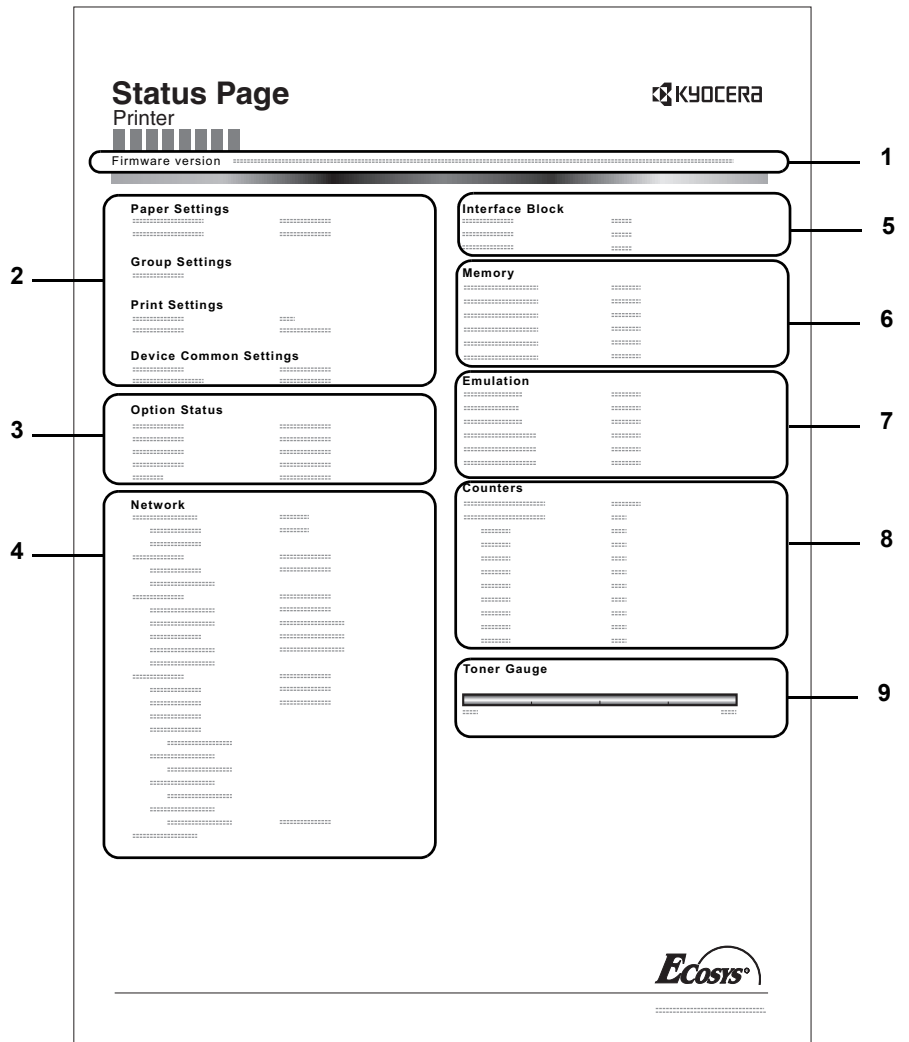 Status Page
Printer
KYOCERA
Firmware version
1
Paper Settings
Group Settings
Print Settings
Device Common Settings
2
Option Status
3
Network
4
Interface Block
5
Memory
6
Emulation
7
Counters
8
Toner Gauge
9
ECOSYS